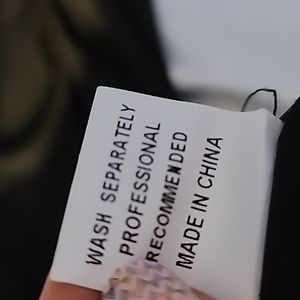 WASH SEPARATELY
PROFESSIONAL
RECOMMENDED
MADE IN CHINA